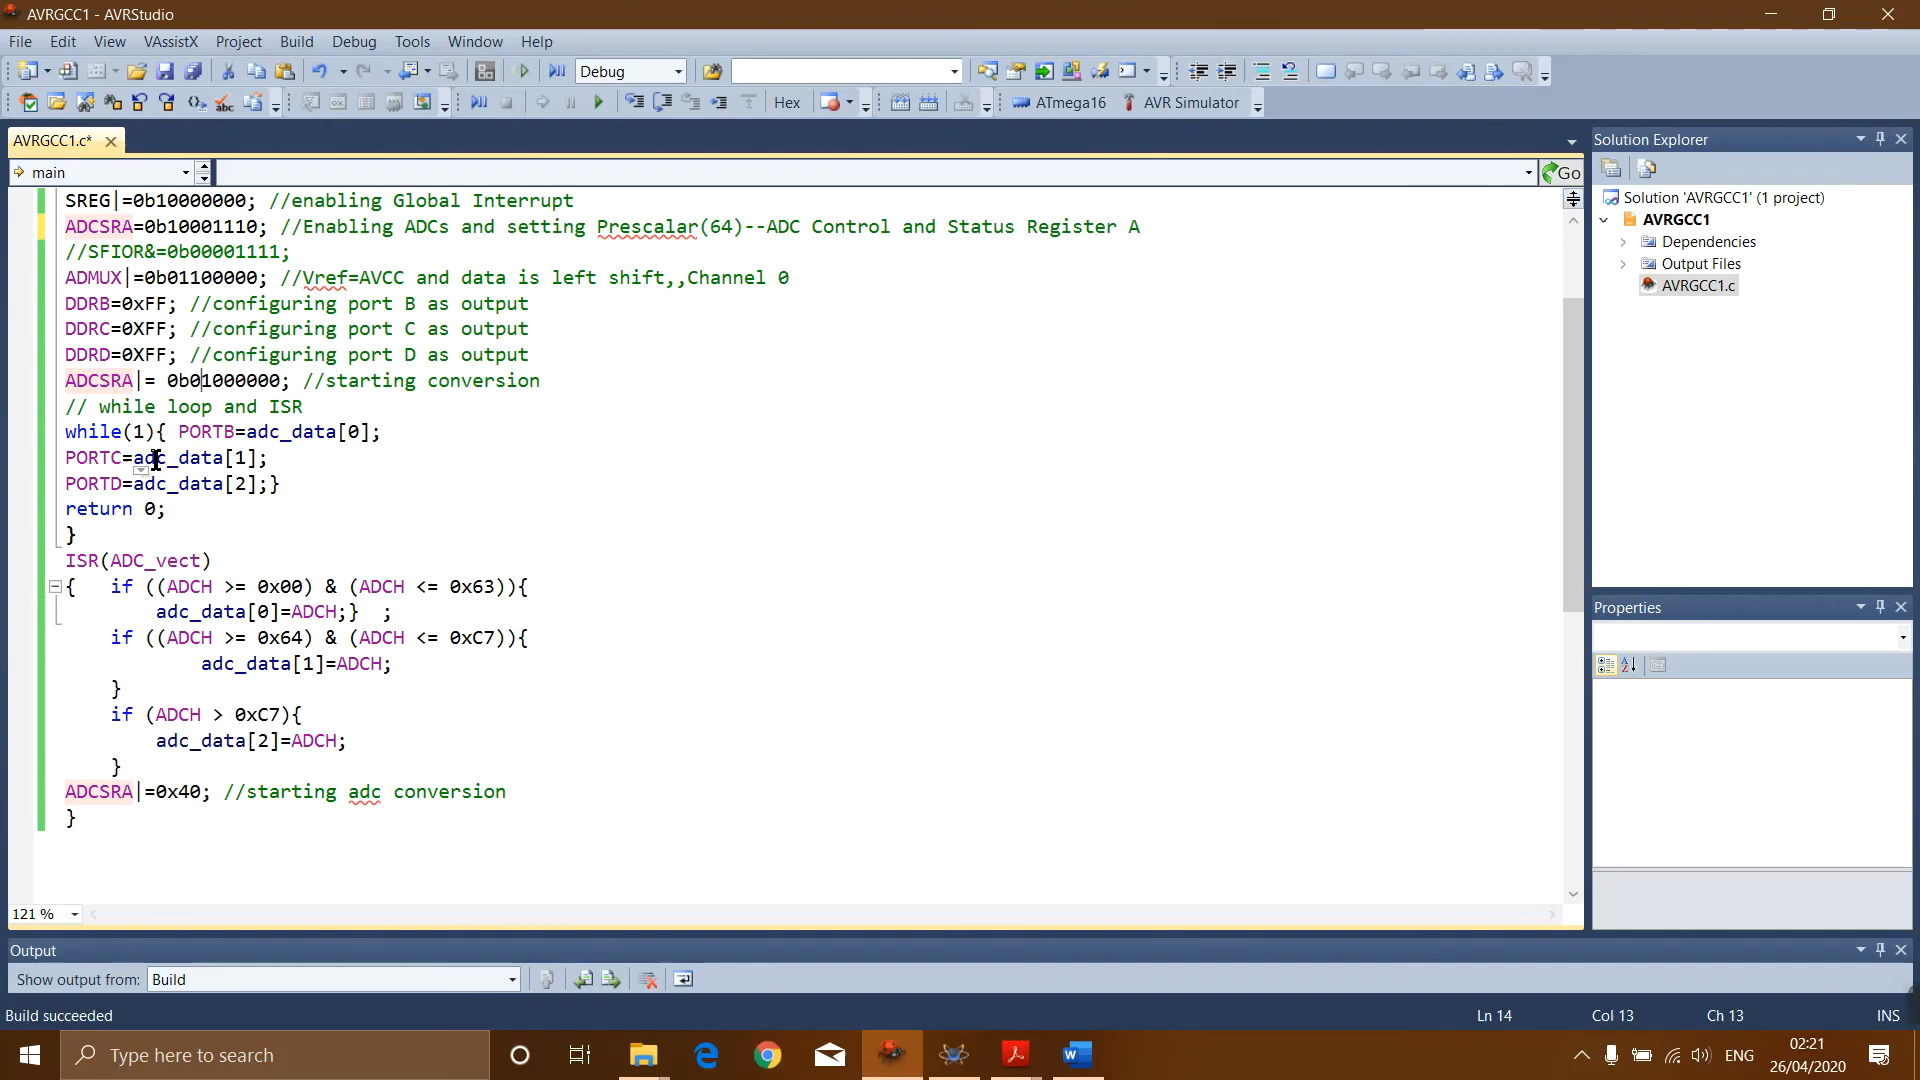 AVRGCC1 - AVRStudio
File Edit View VAssistX Project Build Debug Tools Window Help
Debug
Hex ATmega16 AVR Simulator
AVRGCC1.c*
main
Go
SREG|=0b10000000; //enabling Global Interrupt
ADCSRA=0b10001110; //Enabling ADCs and setting Prescalar(64)--ADC Control and Status Register A
//SFIOR&=0b00001111;
ADMUX|=0b01100000; //Vref=AVCC and data is left shift,,Channel 0
DDRB=0xFF; //configuring port B as output
DDRC=0XFF; //configuring port C as output
DDRD=0XFF; //configuring port D as output
ADCSRA|= 0b01000000; //starting conversion
// while loop and ISR
while(1){ PORTB=adc_data[0];
PORTC=adc_data[1];
PORTD=adc_data[2];}
return 0;
}
ISR(ADC_vect)
{ if ((ADCH >= 0x00) & (ADCH <= 0x63)){
adc_data[0]=ADCH;} ;
if ((ADCH >= 0x64) & (ADCH <= 0xC7)){
adc_data[1]=ADCH;
}
if (ADCH > 0xC7){
adc_data[2]=ADCH;
}
ADCSRA|=0x40; //starting adc conversion
}
121 %
Solution Explorer
Solution 'AVRGCC1' (1 project)
AVRGCC1
Dependencies
Output Files
AVRGCC1.c
Properties
Output
Show output from: Build
Build succeeded Ln 14 Col 13 Ch 13 INS
Type here to search
ENG
02:21
26/04/2020